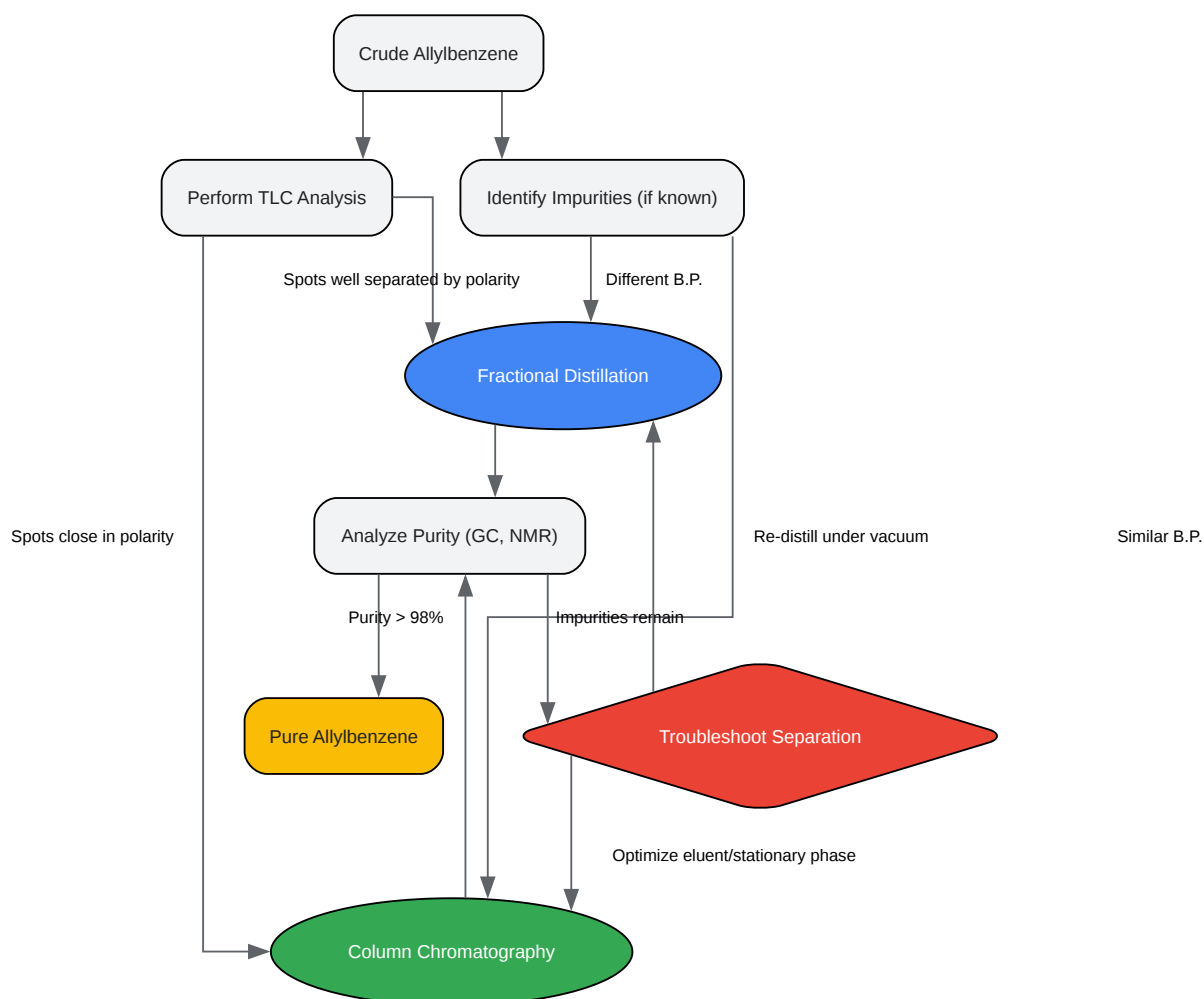 Crude Allylbenzene
Perform TLC Analysis
Identify Impurities (if known)
Spots well separated by polarity
Different B.P.
Fractional Distillation
Spots close in polarity
Analyze Purity (GC, NMR)
Re-distill under vacuum
Similar B.P.
Purity > 98%
Impurities remain
Pure Allylbenzene
Troubleshoot Separation
Optimize eluent/stationary phase
Column Chromatography